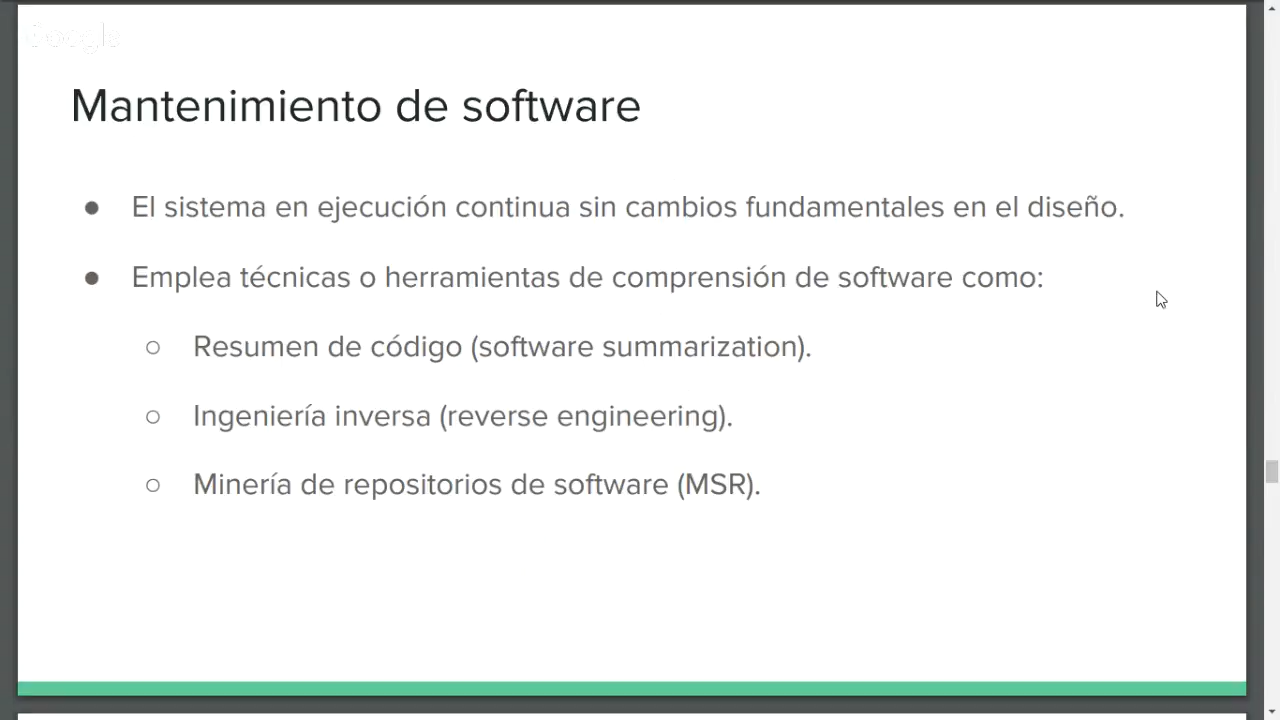 Google
Mantenimiento de software
● El sistema en ejecución continua sin cambios fundamentales en el diseño.
● Emplea técnicas o herramientas de comprensión de software como:
○ Resumen de código (software summarization).
○ Ingeniería inversa (reverse engineering).
○ Minería de repositorios de software (MSR).